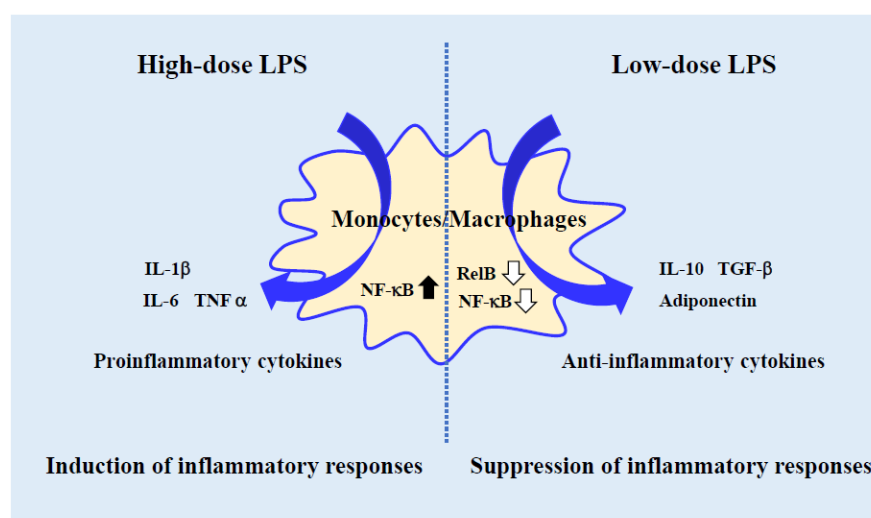 High-dose LPS
Low-dose LPS
Monocytes/Macrophages
IL-1β
IL-6 TNF α
NF-κB
RelB
NF-κB
IL-10 TGF-β
Adiponectin
Proinflammatory cytokines
Anti-inflammatory cytokines
Induction of inflammatory responses
Suppression of inflammatory responses